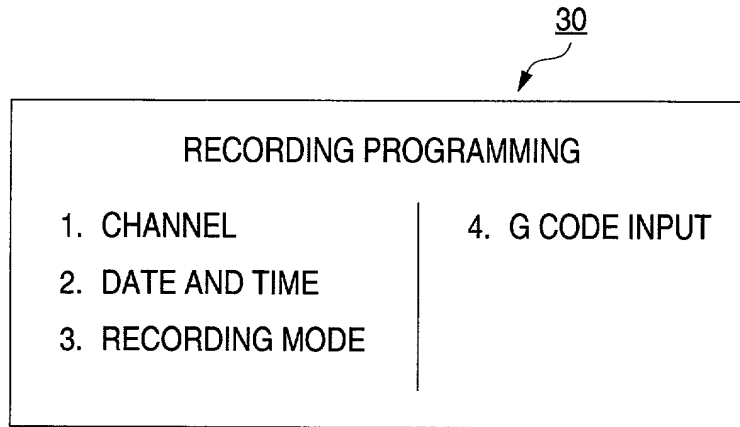 30
RECORDING PROGRAMMING
1. CHANNEL
2. DATE AND TIME
3. RECORDING MODE
4. G CODE INPUT